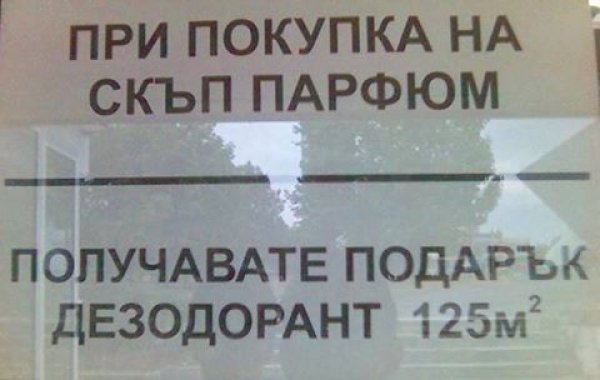 ПРИ ПОКУПКА НА
СКЪП ПАРФЮМ
ПОЛУЧАВАТЕ ПОДАРЪК
ДЕЗОДОРАНТ 125м²